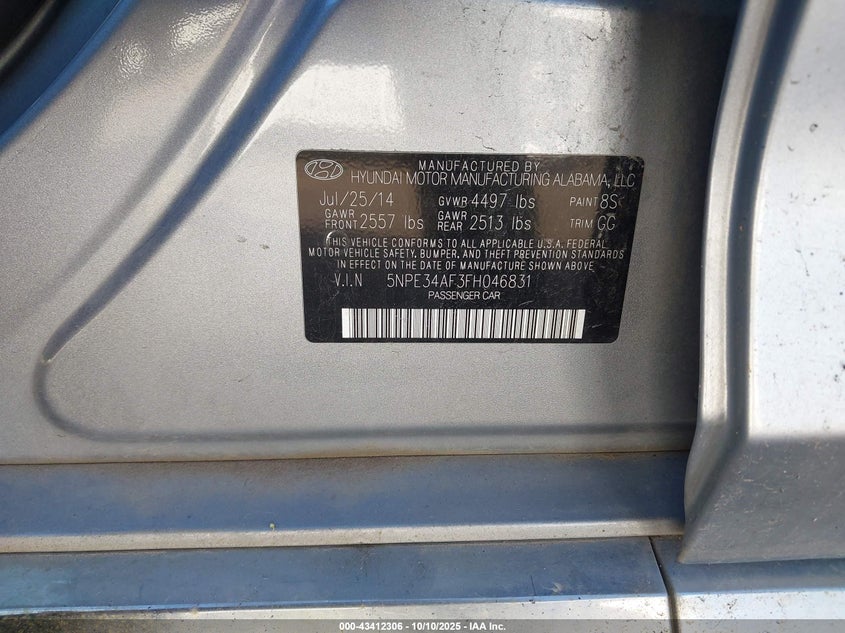 MANUFACTURED BY
HYUNDAI MOTOR MANUFACTURING ALABAMA, LLC
Jul/25/14 GVWR 4497 lbs PAINT 8S
GAWR FRONT 2557 lbs GAWR REAR 2513 lbs TRIM GG
THIS VEHICLE CONFORMS TO ALL APPLICABLE U.S.A. FEDERAL
MOTOR VEHICLE SAFETY, BUMPER, AND THEFT PREVENTION STANDARDS
IN EFFECT ON THE DATE OF MANUFACTURE SHOWN ABOVE
V.I.N 5NPE34AF3FH046831
PASSENGER CAR
000-43412306 - 10/10/2025 - IAA Inc.